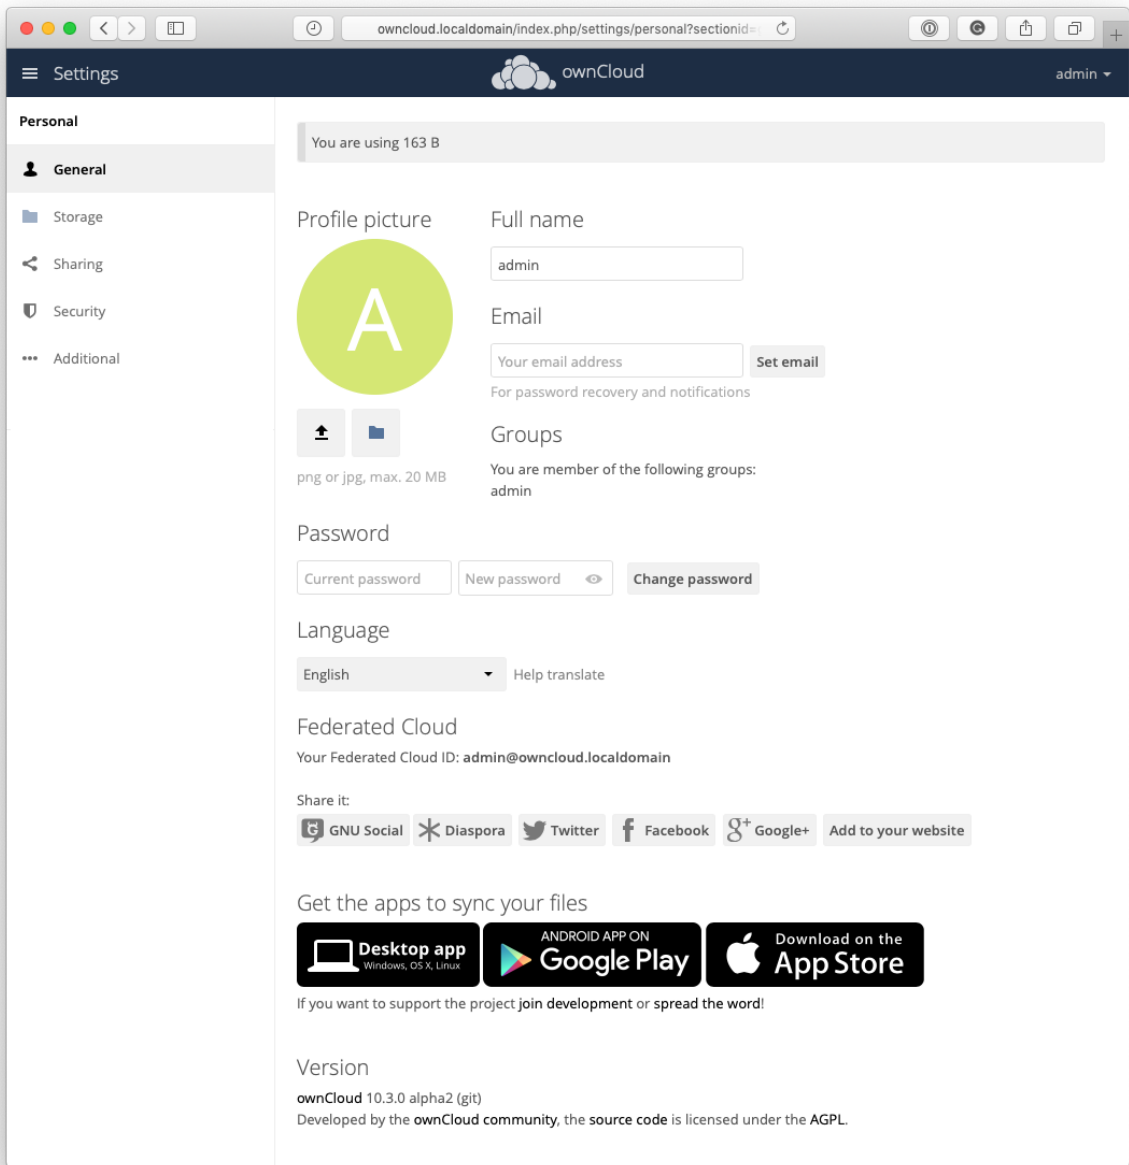 owncloud.localdomain/index.php/settings/personal?sectionid=
Settings
ownCloud
admin
Personal
General
Storage
Sharing
Security
Additional
You are using 163 B
Profile picture
A
png or jpg, max. 20 MB
Full name
admin
Email
Your email address
Set email
For password recovery and notifications
Groups
You are member of the following groups:
admin
Password
Current password
New password
Change password
Language
English
Help translate
Federated Cloud
Your Federated Cloud ID: admin@owncloud.localdomain
Share it:
GNU Social
Diaspora
Twitter
Facebook
Google+
Add to your website
Get the apps to sync your files
Desktop app
Windows, OS X, Linux
ANDROID APP ON
Google Play
Download on the
App Store
If you want to support the project join development or spread the word!
Version
ownCloud 10.3.0 alpha2 (git)
Developed by the ownCloud community, the source code is licensed under the AGPL.